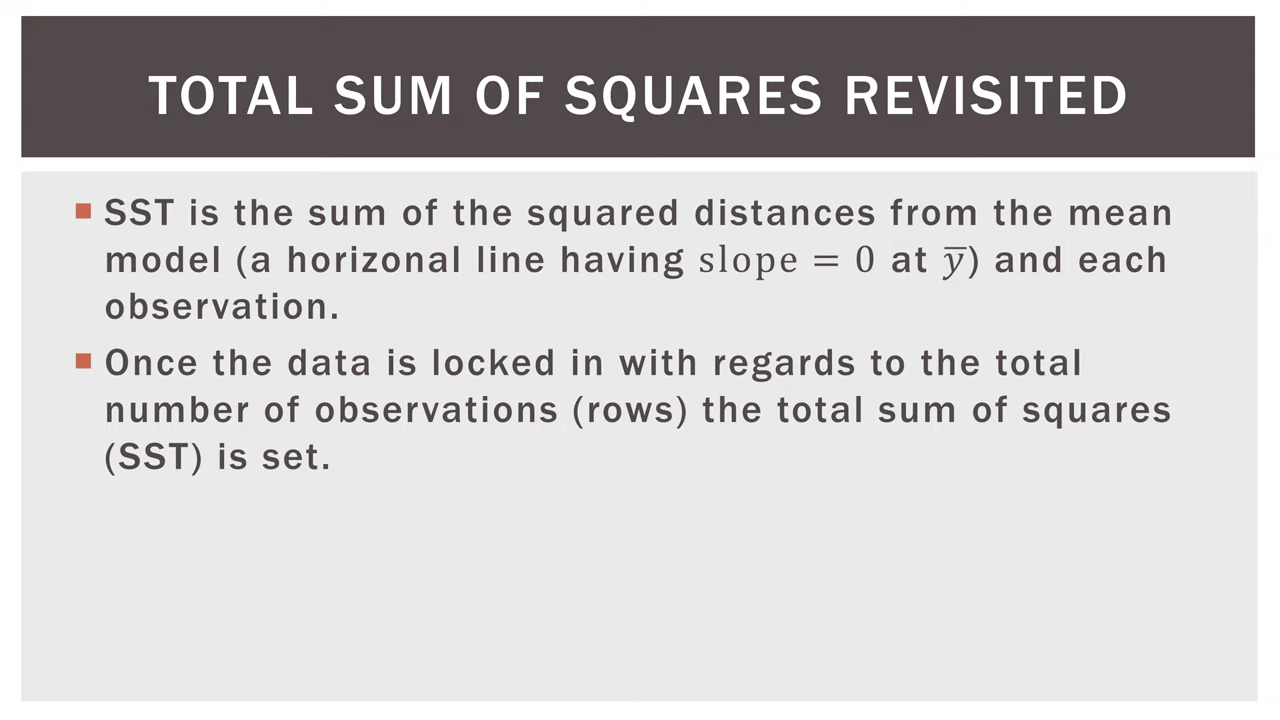 TOTAL SUM OF SQUARES REVISITED
SST is the sum of the squared distances from the mean
model (a horizonal line having slope = 0 at y̅) and each
observation.
Once the data is locked in with regards to the total
number of observations (rows) the total sum of squares
(SST) is set.